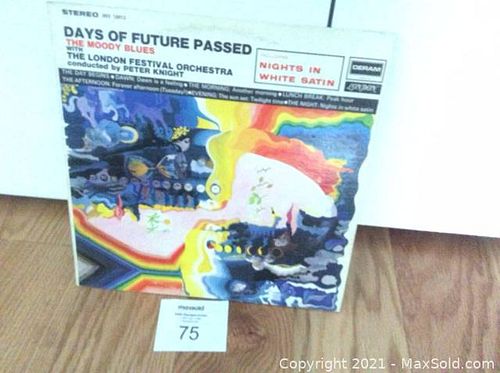 STEREO
DAYS OF FUTURE PASSED
THE MOODY BLUES
WITH
THE LONDON FESTIVAL ORCHESTRA
conducted by PETER KNIGHT
NIGHTS IN
WHITE SATIN
DERAM
LONDON
THE DAY BEGINS ● DAWN: Dawn is a feeling ● THE MORNING: Another morning ● LUNCH BREAK: Peak hour
THE AFTERNOON: Forever afternoon (Tuesday?) ● EVENING: The sun set: Twilight time ● THE NIGHT: Nights in white satin
maxsold
75
Copyright 2021 - MaxSold.com